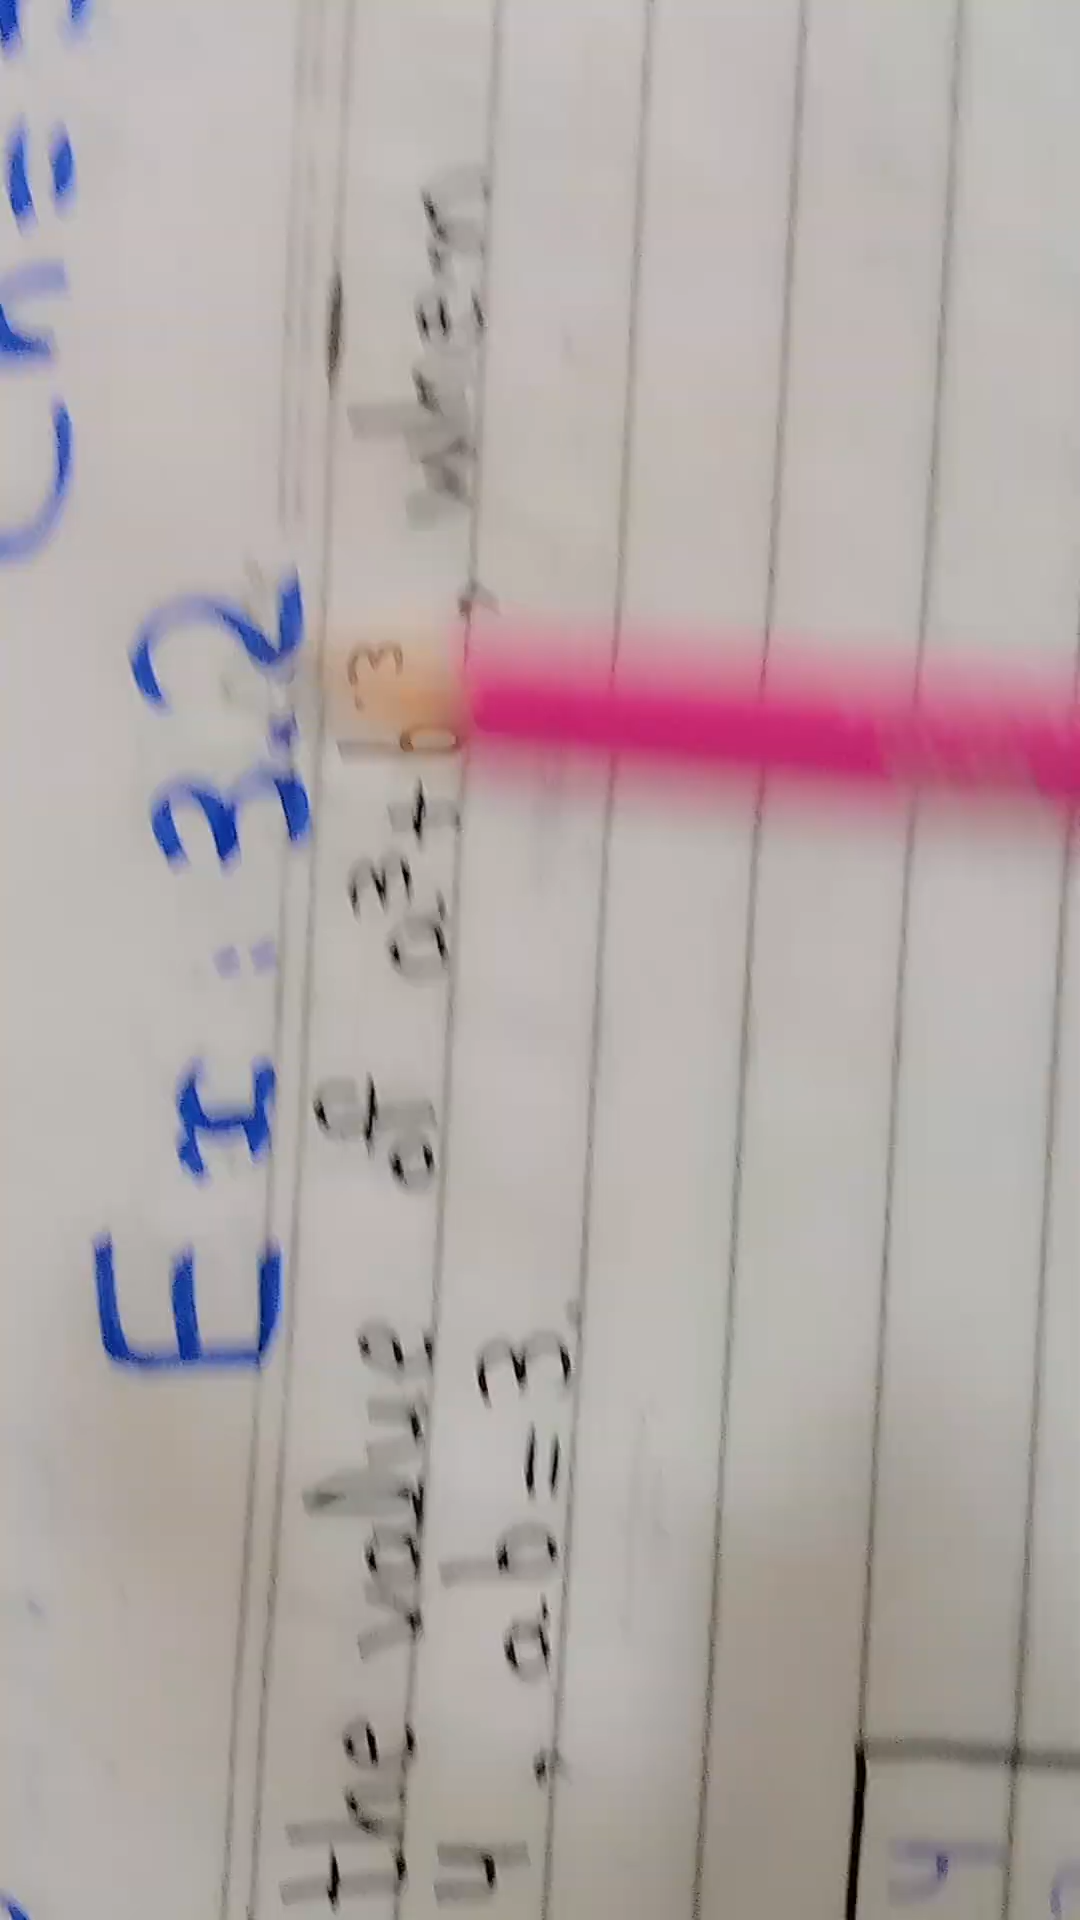 Ex : 3.2
the value of a³+b³, when
4, ab=3.